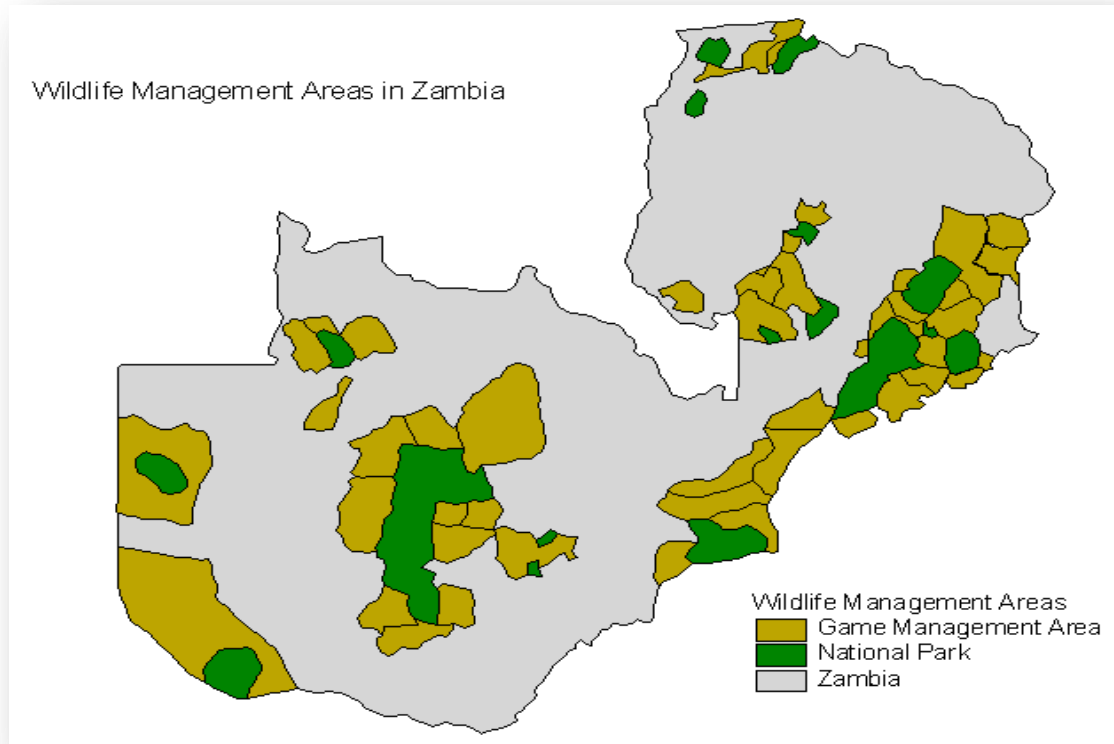 Wildlife Management Areas in Zambia
Wildlife Management Areas
Game Management Area
National Park
Zambia